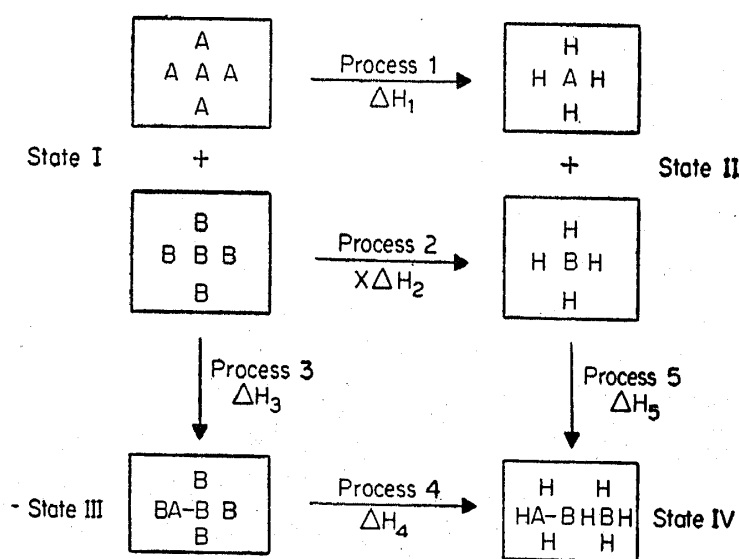 A
A A A
A
Process 1
ΔH₁
H
H A H
H
State I
+
+
State II
B
B B B
B
Process 2
XΔH₂
H
H B H
H
Process 3
ΔH₃
Process 5
ΔH₅
- State III
B
BA-B B
B
Process 4
ΔH₄
H H
HA-BHBH
H H
State IV